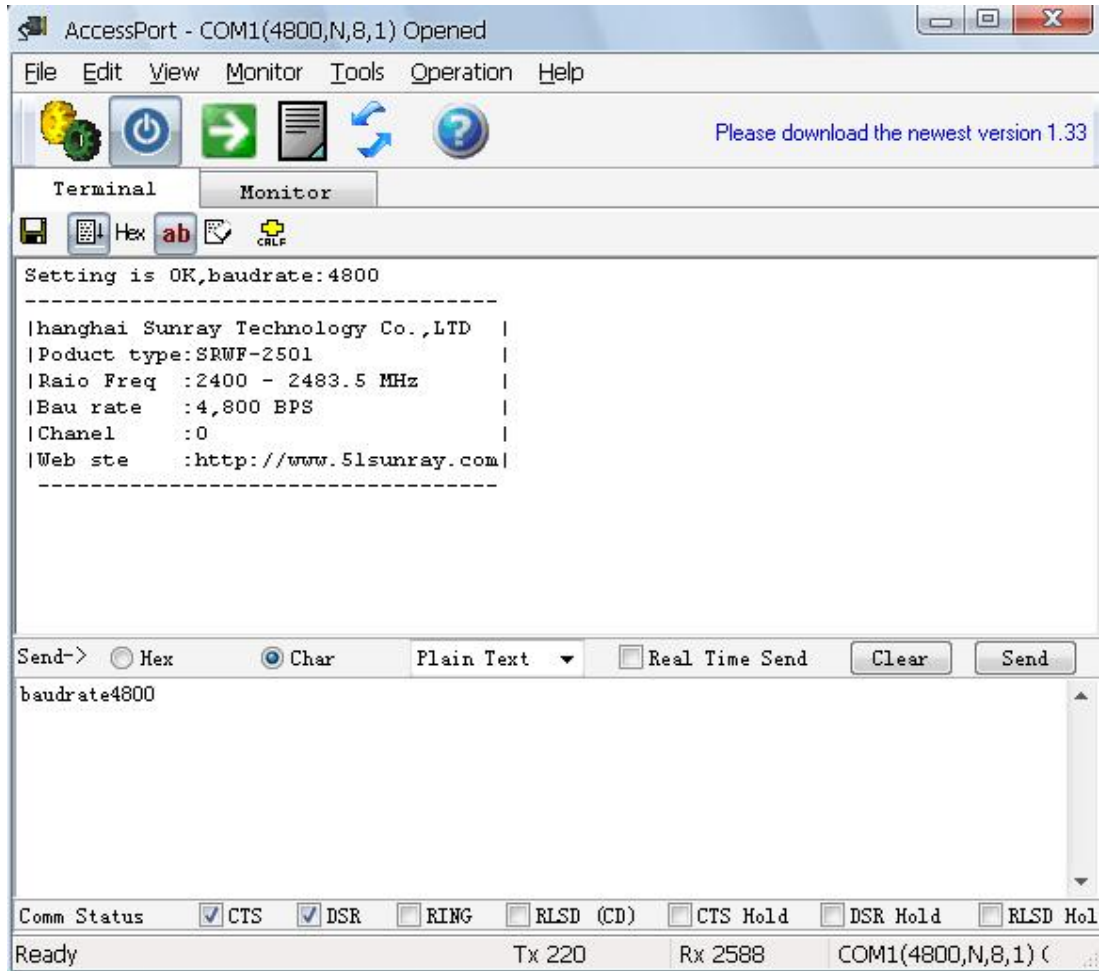 AccessPort - COM1(4800,N,8,1) Opened
File Edit View Monitor Tools Operation Help
Please download the newest version 1.33
Terminal Monitor
Hex ab CRLF
Setting is OK,baudrate:4800
------------------------------------
|hanghai Sunray Technology Co.,LTD |
|Poduct type:SRWF-2501 |
|Raio Freq :2400 - 2483.5 MHz |
|Bau rate :4,800 BPS |
|Chanel :0 |
|Web ste :http://www.51sunray.com|
-----------------------------------
Send-> Hex Char Plain Text Real Time Send Clear Send
baudrate4800
Comm Status CTS DSR RING RLSD (CD) CTS Hold DSR Hold RLSD Hol
Ready Tx 220 Rx 2588 COM1(4800,N,8,1) (